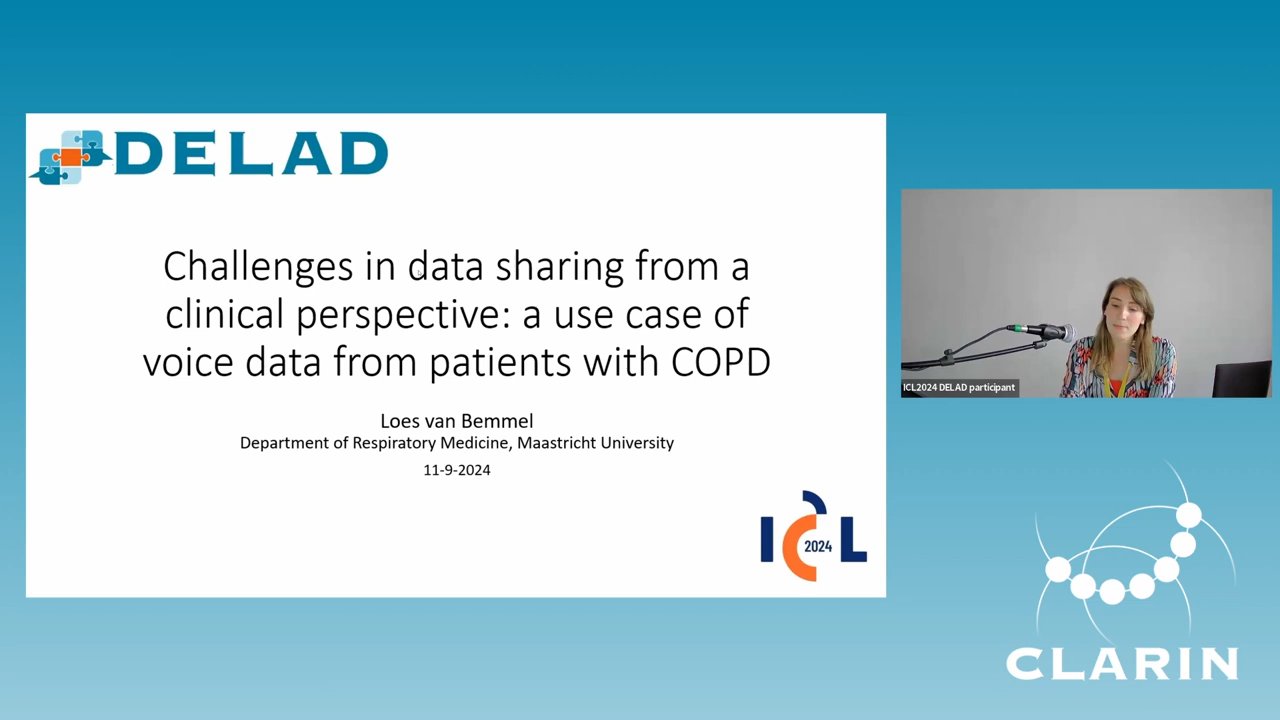 DELAD
Challenges in data sharing from a
clinical perspective: a use case of
voice data from patients with COPD
Loes van Bemmel
Department of Respiratory Medicine, Maastricht University
11-9-2024
ICL
2024
ICL2024 DELAD participant
CLARIN